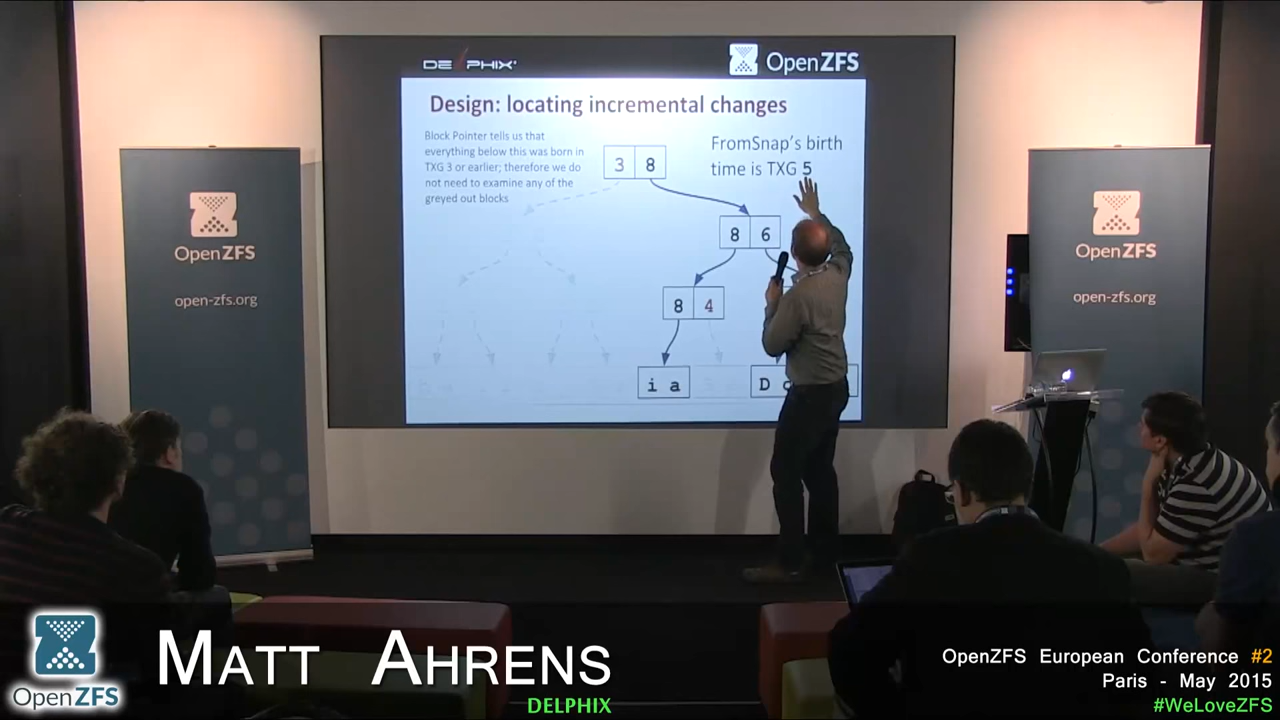 DELPHIX
OpenZFS
Design: locating incremental changes
Block Pointer tells us that
everything below this was born in
TXG 3 or earlier; therefore we do
not need to examine any of the
greyed out blocks
FromSnap's birth
time is TXG 5
3 8
8 6
8 4
i a
D
OpenZFS
open-zfs.org
OpenZFS
open-zfs.org
OpenZFS
MATT AHRENS
DELPHIX
OpenZFS European Conference #2
Paris - May 2015
#WeLoveZFS